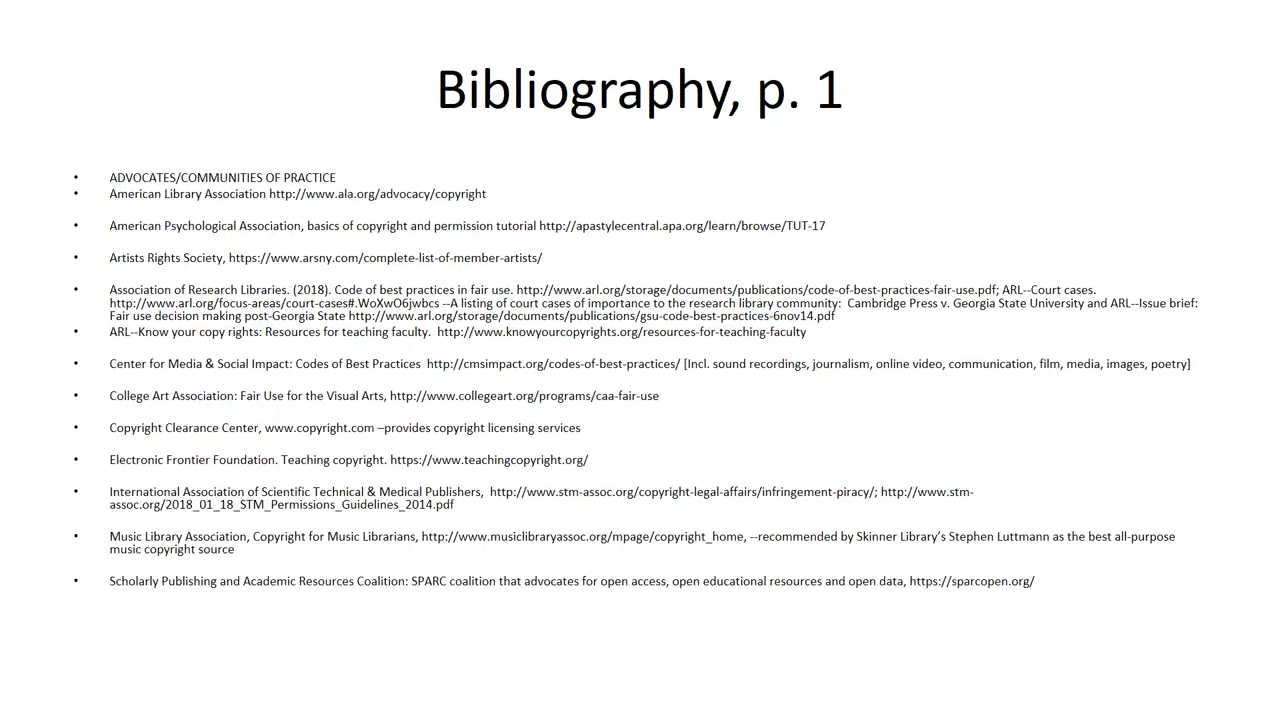 Bibliography, p. 1
• ADVOCATES/COMMUNITIES OF PRACTICE
• American Library Association http://www.ala.org/advocacy/copyright
• American Psychological Association, basics of copyright and permission tutorial http://apastylecentral.apa.org/learn/browse/TUT-17
• Artists Rights Society, https://www.arsny.com/complete-list-of-member-artists/
• Association of Research Libraries. (2018). Code of best practices in fair use. http://www.arl.org/storage/documents/publications/code-of-best-practices-fair-use.pdf; ARL--Court cases.
http://www.arl.org/focus-areas/court-cases#.WoXwO6jwbcs --A listing of court cases of importance to the research library community:  Cambridge Press v. Georgia State University and ARL--Issue brief:
Fair use decision making post-Georgia State http://www.arl.org/storage/documents/publications/gsu-code-best-practices-6nov14.pdf
• ARL--Know your copy rights: Resources for teaching faculty.  http://www.knowyourcopyrights.org/resources-for-teaching-faculty
• Center for Media & Social Impact: Codes of Best Practices  http://cmsimpact.org/codes-of-best-practices/ [Incl. sound recordings, journalism, online video, communication, film, media, images, poetry]
• College Art Association: Fair Use for the Visual Arts, http://www.collegeart.org/programs/caa-fair-use
• Copyright Clearance Center, www.copyright.com –provides copyright licensing services
• Electronic Frontier Foundation. Teaching copyright. https://www.teachingcopyright.org/
• International Association of Scientific Technical & Medical Publishers,  http://www.stm-assoc.org/copyright-legal-affairs/infringement-piracy/; http://www.stm-
assoc.org/2018_01_18_STM_Permissions_Guidelines_2014.pdf
• Music Library Association, Copyright for Music Librarians, http://www.musiclibraryassoc.org/mpage/copyright_home, --recommended by Skinner Library’s Stephen Luttmann as the best all-purpose
music copyright source
• Scholarly Publishing and Academic Resources Coalition: SPARC coalition that advocates for open access, open educational resources and open data, https://sparcopen.org/